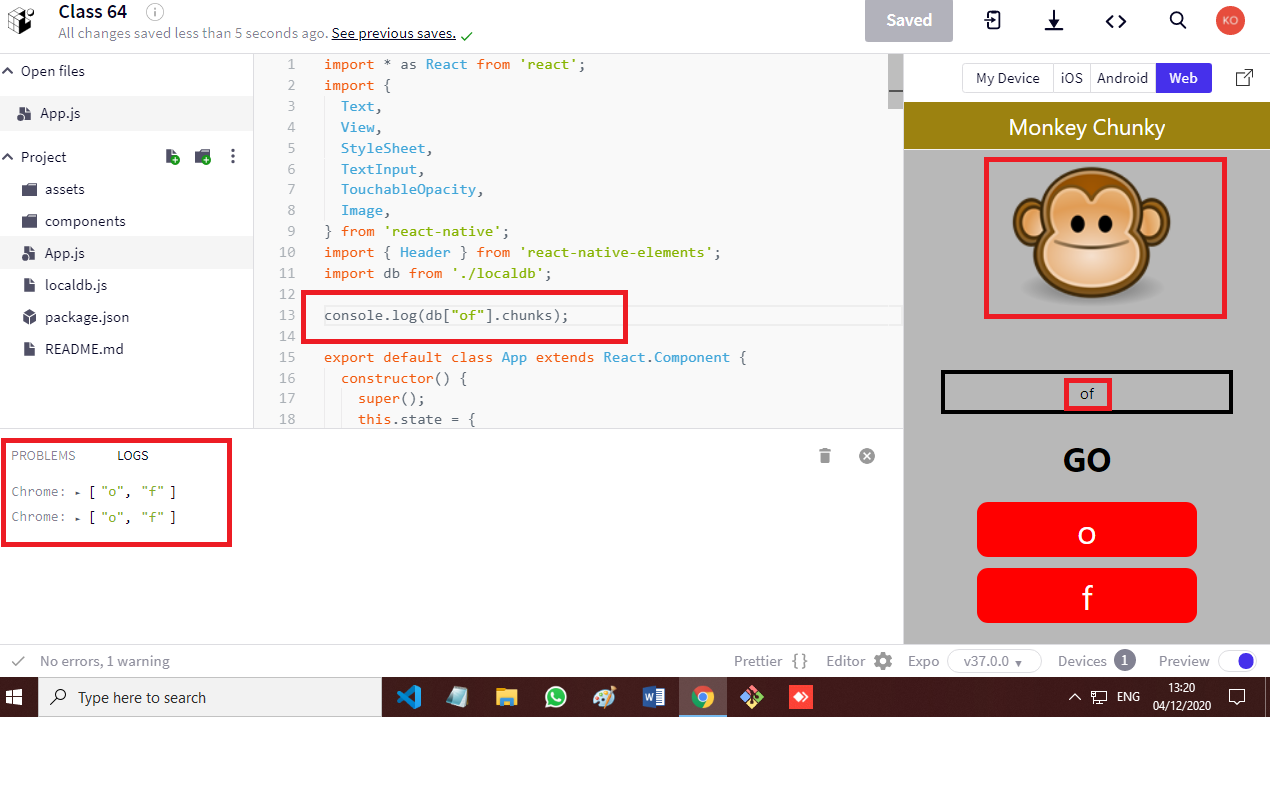 Class 64
All changes saved less than 5 seconds ago. See previous saves.
Saved
KO
Open files
App.js
Project
assets
components
App.js
localdb.js
package.json
README.md
1 import * as React from 'react';
2 import {
3 Text,
4 View,
5 StyleSheet,
6 TextInput,
7 TouchableOpacity,
8 Image,
9 } from 'react-native';
10 import { Header } from 'react-native-elements';
11 import db from './localdb';
12
13 console.log(db["of"].chunks);
14
15 export default class App extends React.Component {
16 constructor() {
17 super();
18 this.state = {
My Device iOS Android Web
Monkey Chunky
of
GO
o
f
PROBLEMS LOGS
Chrome: ▸ [ "o", "f" ]
Chrome: ▸ [ "o", "f" ]
No errors, 1 warning
Prettier {} Editor Expo v37.0.0 ▾ Devices 1 Preview
Type here to search
ENG
13:20
04/12/2020